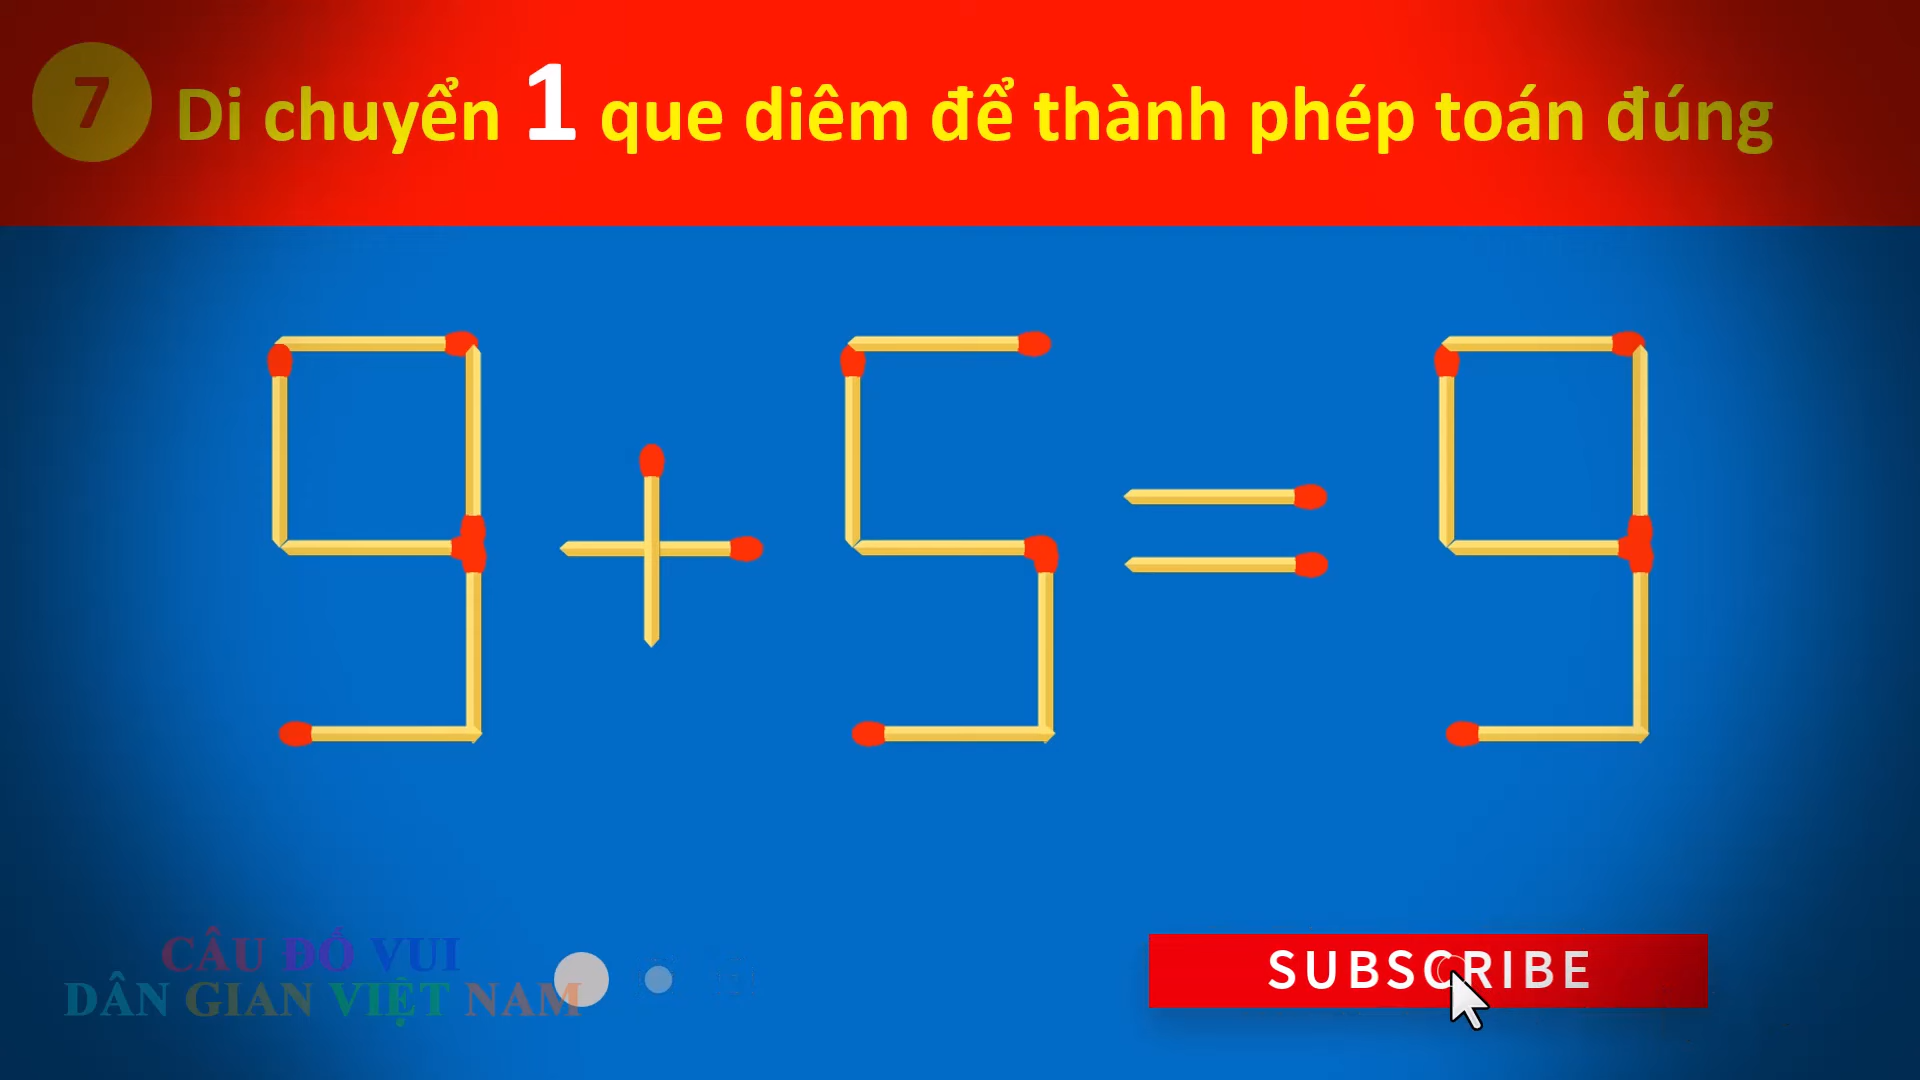 7 Di chuyển 1 que diêm để thành phép toán đúng
9 + 5 = 9
CÂU ĐỐ VUI
DÂN GIAN VIỆT NAM
SUBSCRIBE